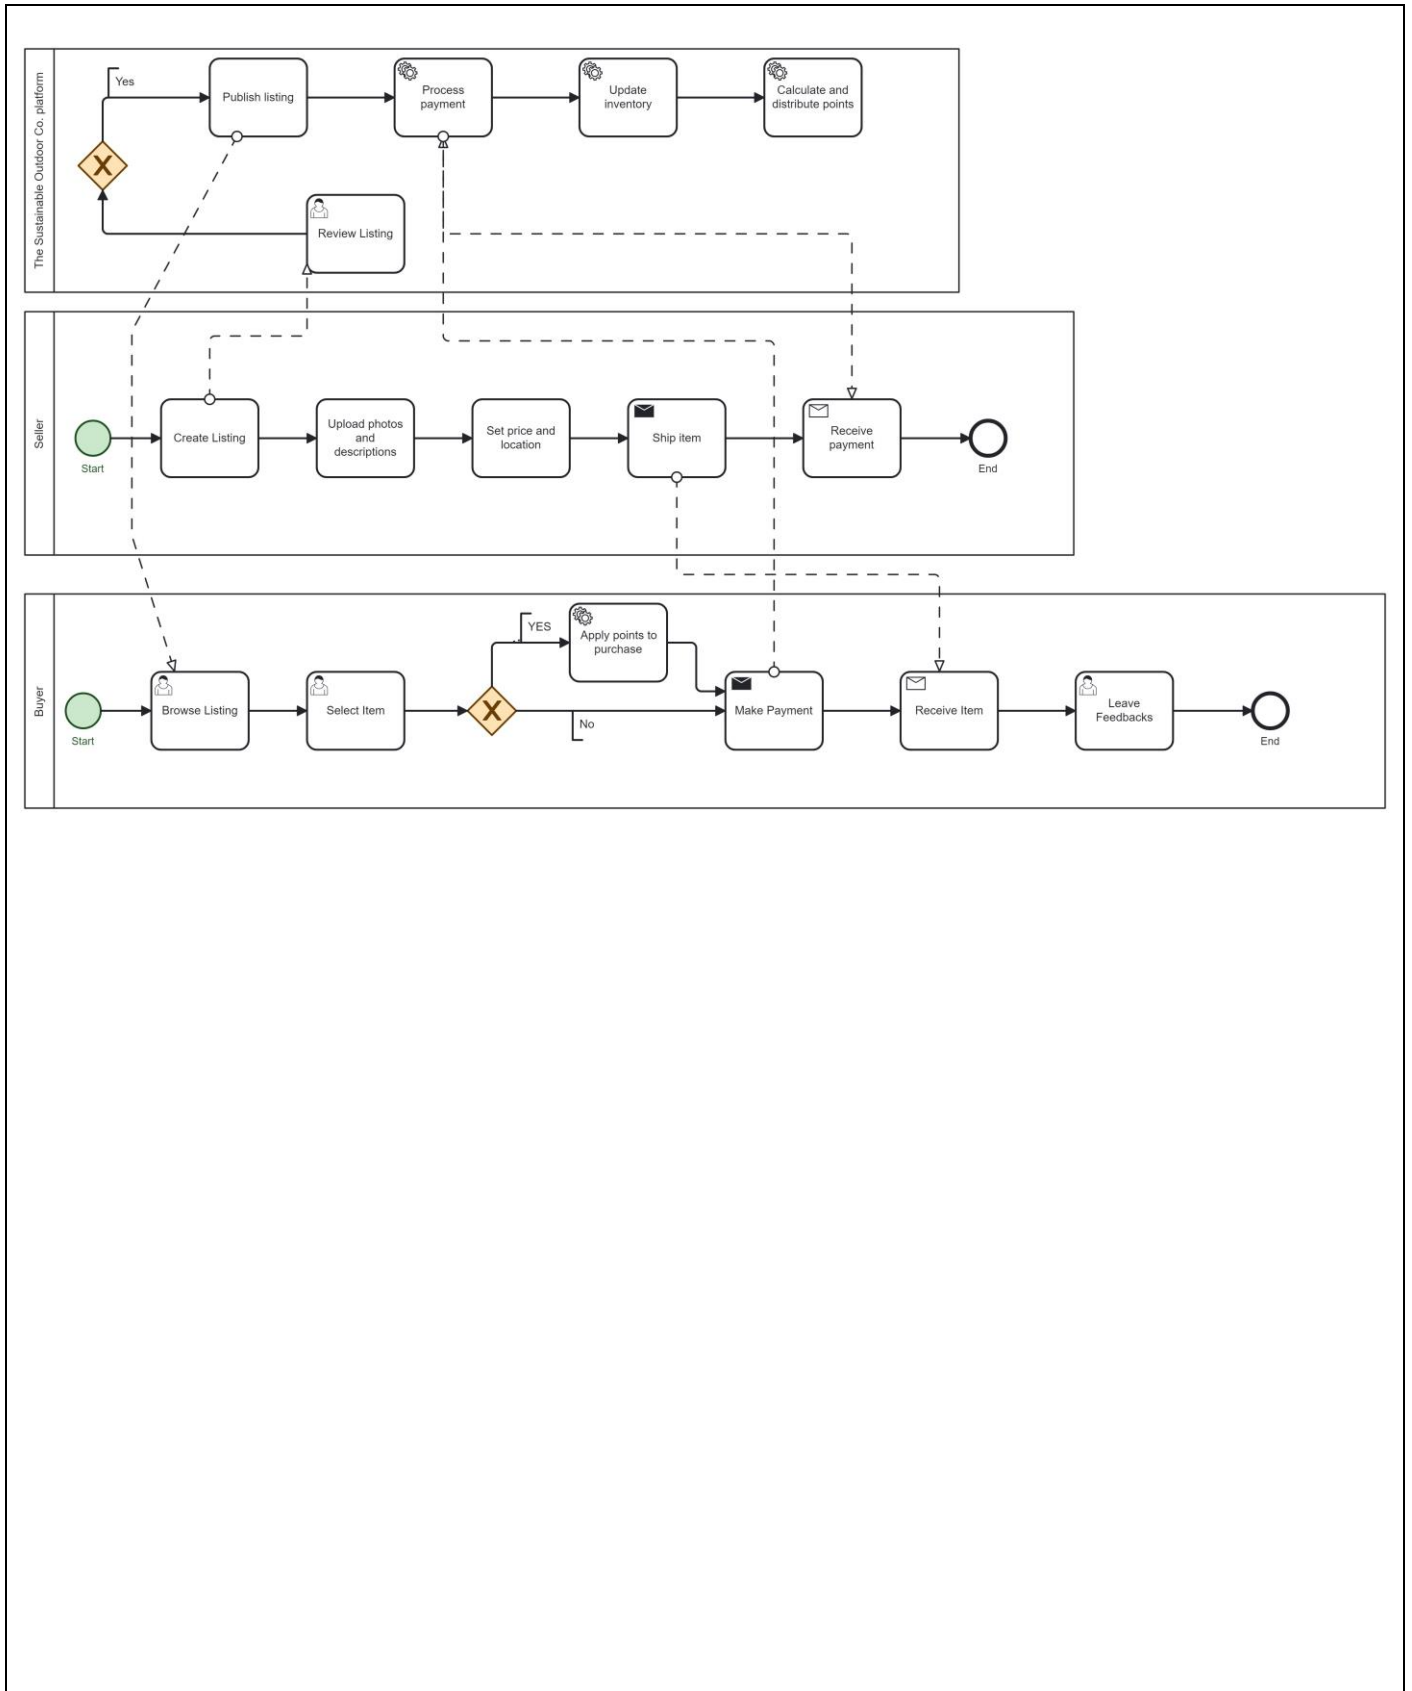 The Sustainable Outdoor Co. platform
Yes
Publish listing
Process
payment
Update
inventory
Calculate and
distribute points
Review Listing
Seller
Start
Create Listing
Upload photos
and
descriptions
Set price and
location
Ship item
Receive
payment
End
Buyer
Start
Browse Listing
Select Item
YES
Apply points to
purchase
No
Make Payment
Receive Item
Leave
Feedbacks
End